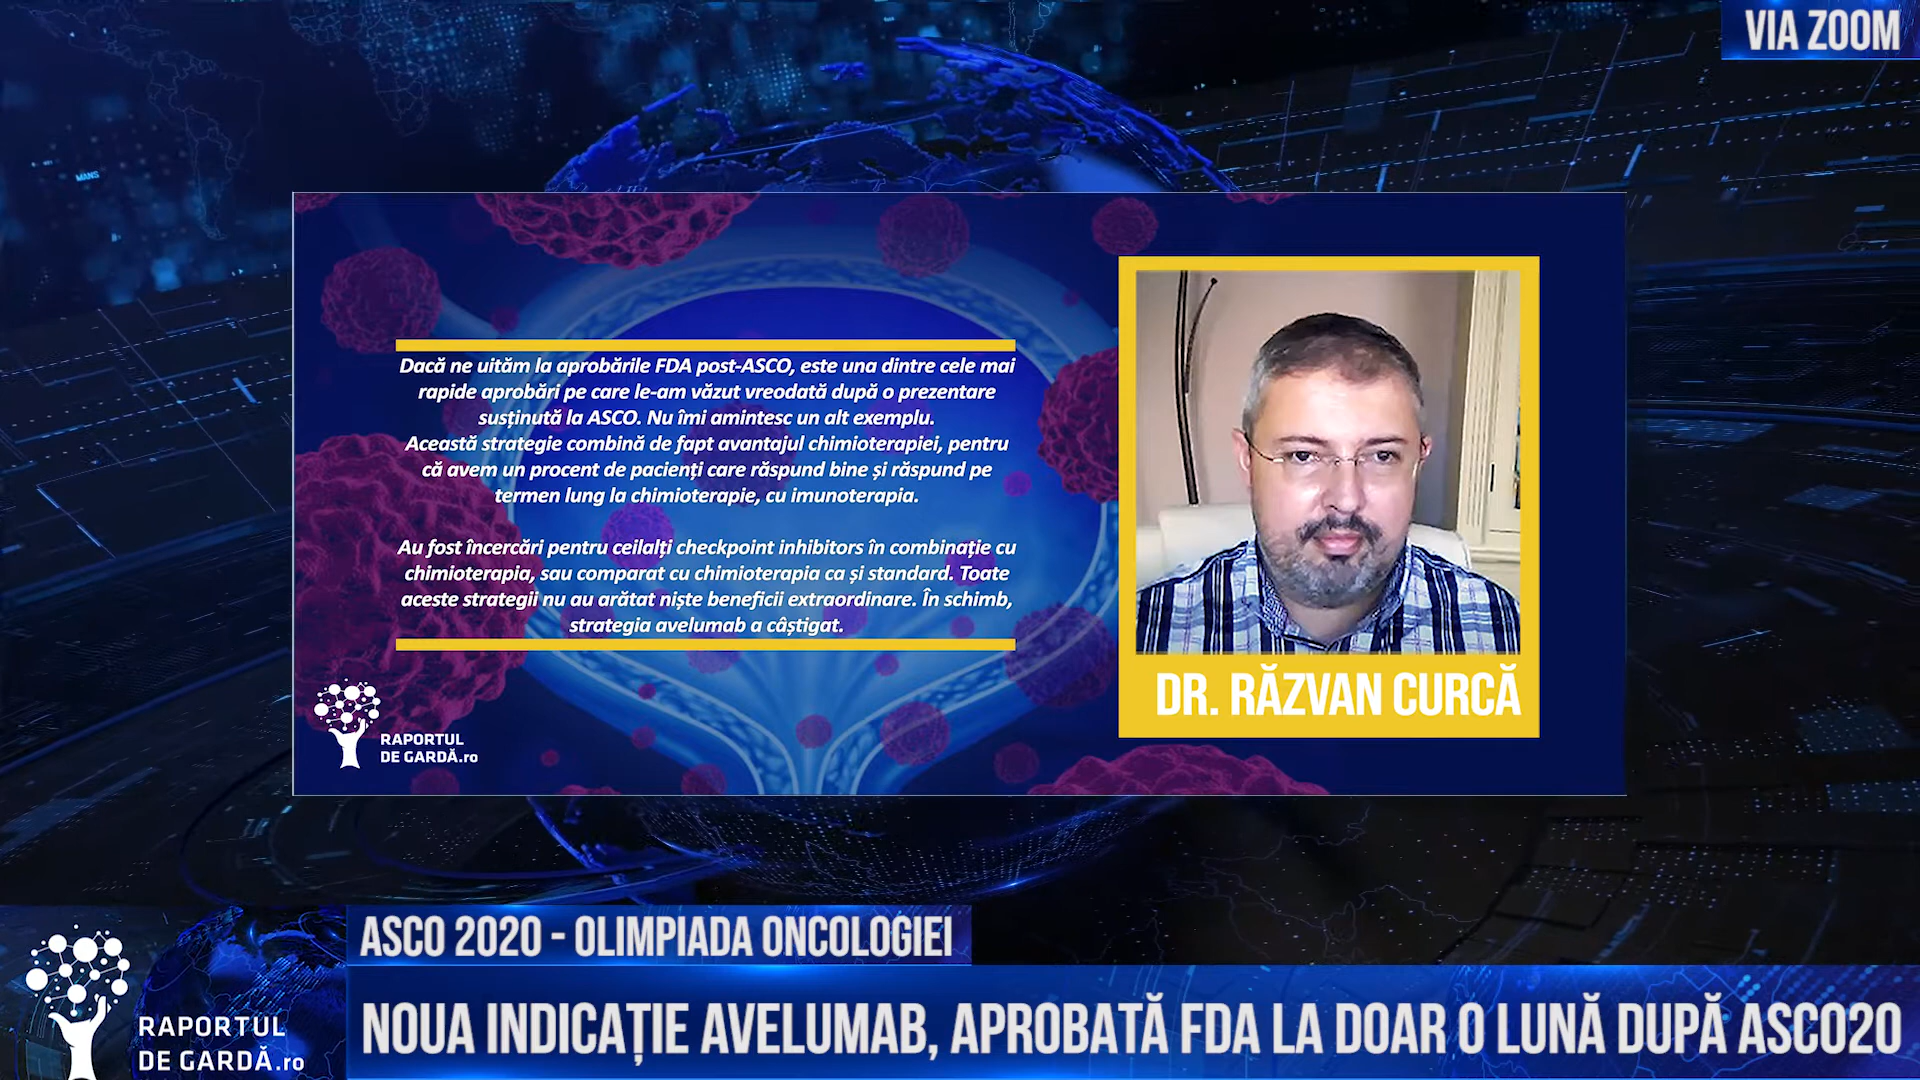 VIA ZOOM
MANS
Dacă ne uităm la aprobările FDA post-ASCO, este una dintre cele mai
rapide aprobări pe care le-am văzut vreodată după o prezentare
susținută la ASCO. Nu îmi amintesc un alt exemplu.
Această strategie combină de fapt avantajul chimioterapiei, pentru
că avem un procent de pacienți care răspund bine și răspund pe
termen lung la chimioterapie, cu imunoterapia.
Au fost încercări pentru ceilalți checkpoint inhibitors în combinație cu
chimioterapia, sau comparat cu chimioterapia ca și standard. Toate
aceste strategii nu au arătat niște beneficii extraordinare. În schimb,
strategia avelumab a câștigat.
DR. RĂZVAN CURCĂ
RAPORTUL
DE GARDĂ.ro
ASCO 2020 - OLIMPIADA ONCOLOGIEI
NOUA INDICAȚIE AVELUMAB, APROBATĂ FDA LA DOAR O LUNĂ DUPĂ ASCO20
RAPORTUL
DE GARDĂ.ro